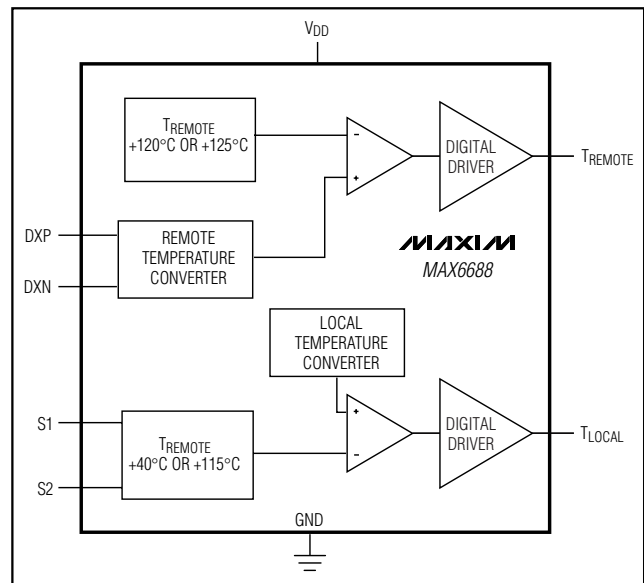 VDD
TREMOTE
+120°C OR +125°C
-
+
DIGITAL
DRIVER
TREMOTE
DXP
DXN
REMOTE
TEMPERATURE
CONVERTER
MAXIM
MAX6688
LOCAL
TEMPERATURE
CONVERTER
S1
S2
TREMOTE
+40°C OR +115°C
+
-
DIGITAL
DRIVER
TLOCAL
GND